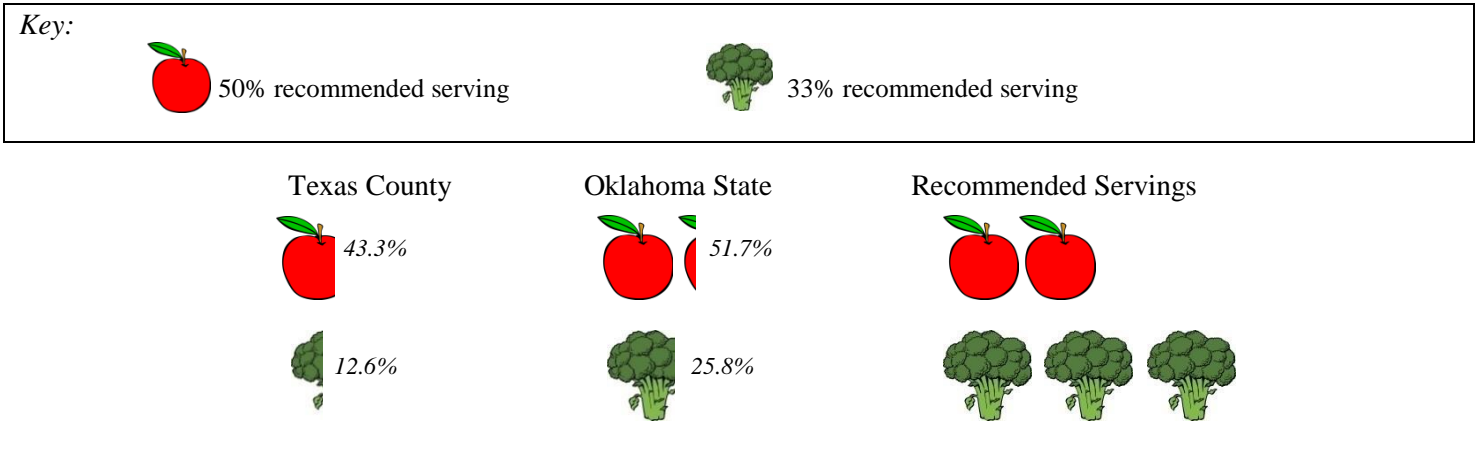 Key:
50% recommended serving 33% recommended serving
Texas County Oklahoma State Recommended Servings
43.3% 51.7%
12.6% 25.8%